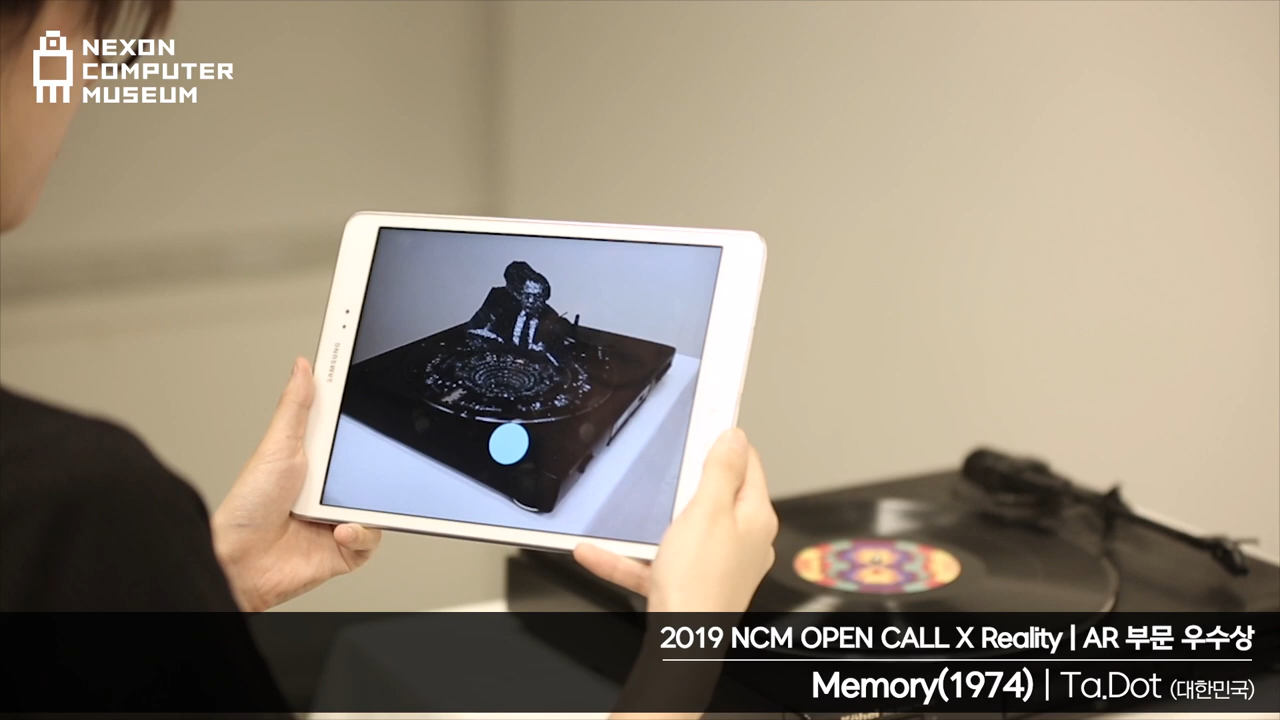 NEXON
COMPUTER
MUSEUM
SAMSUNG
2019 NCM OPEN CALL X Reality | AR 부문 우수상
Memory(1974) | Ta.Dot (대한민국)